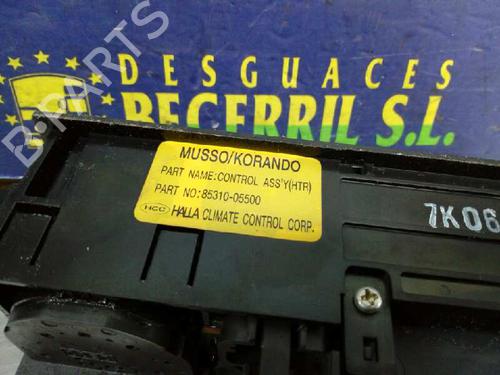 DESGUACES
BECERRIL S.L.
B-PARTS
MUSSO/KORANDO
PART NAME:CONTROL ASS'Y(HTR)
PART NO:85310-05500
HCC HALLA CLIMATE CONTROL CORP.
7K06